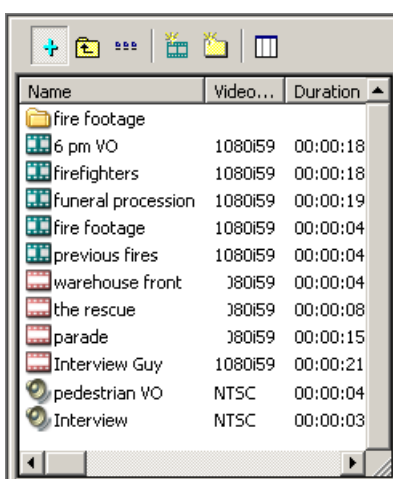 Name Video... Duration
fire footage
6 pm VO 1080i59 00:00:18
firefighters 1080i59 00:00:18
funeral procession 1080i59 00:00:19
fire footage 1080i59 00:00:04
previous fires 1080i59 00:00:04
warehouse front 080i59 00:00:04
the rescue 080i59 00:00:08
parade 080i59 00:00:15
Interview Guy 1080i59 00:00:21
pedestrian VO NTSC 00:00:04
Interview NTSC 00:00:03